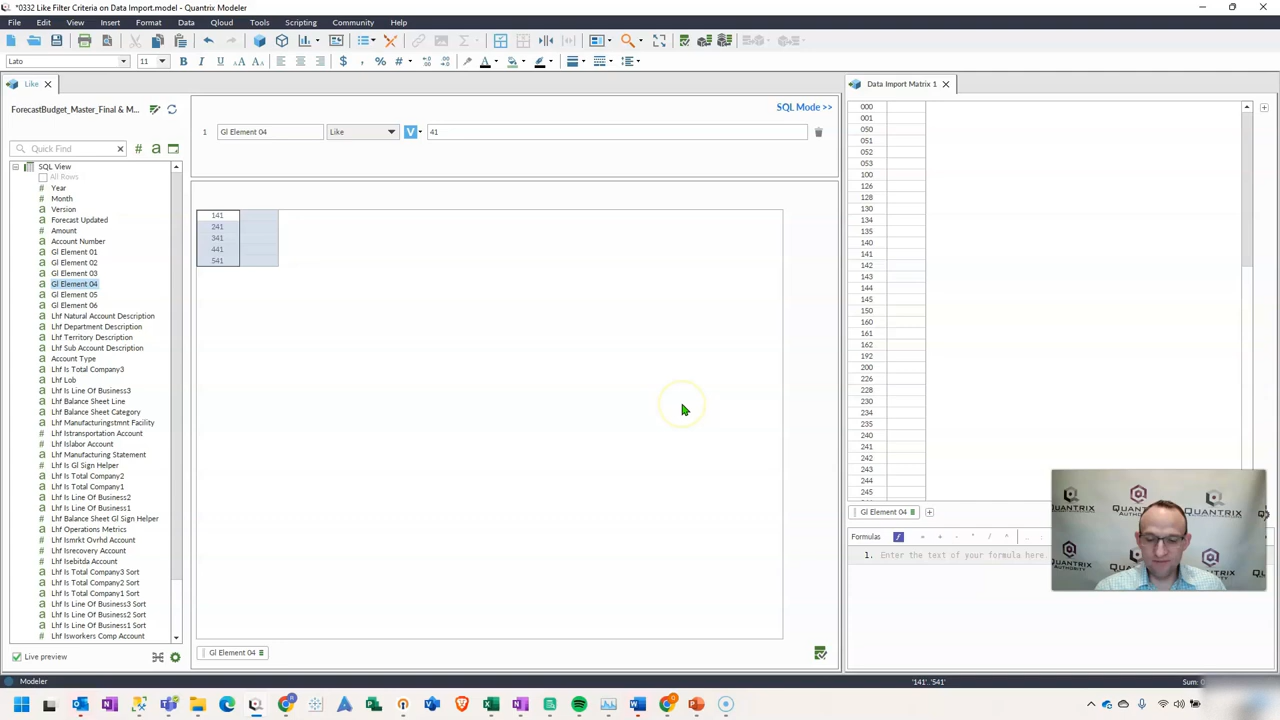 *0332 Like Filter Criteria on Data Import.model - Quantrix Modeler
File Edit View Insert Format Data Qloud Tools Scripting Community Help
Lato 11
Like
Data Import Matrix 1
ForecastBudget_Master_Final & M...
SQL Mode >>
1 Gl Element 04 Like V 41
Quick Find
SQL View
All Rows
Year
Month
Version
Forecast Updated
Amount
Account Number
Gl Element 01
Gl Element 02
Gl Element 03
Gl Element 04
Gl Element 05
Gl Element 06
Lhf Natural Account Description
Lhf Department Description
Lhf Territory Description
Lhf Sub Account Description
Account Type
Lhf Is Total Company3
Lhf Lob
Lhf Is Line Of Business3
Lhf Balance Sheet Line
Lhf Balance Sheet Category
Lhf Manufacturingstmnt Facility
Lhf Istransportation Account
Lhf Islabor Account
Lhf Manufacturing Statement
Lhf Is Gl Sign Helper
Lhf Is Total Company2
Lhf Is Total Company1
Lhf Is Line Of Business2
Lhf Is Line Of Business1
Lhf Balance Sheet Gl Sign Helper
Lhf Operations Metrics
Lhf Ismrkt Ovrhd Account
Lhf Isrecovery Account
Lhf Isebitda Account
Lhf Is Total Company3 Sort
Lhf Is Total Company2 Sort
Lhf Is Total Company1 Sort
Lhf Is Line Of Business3 Sort
Lhf Is Line Of Business2 Sort
Lhf Is Line Of Business1 Sort
Lhf Isworkers Comp Account
Live preview
141
241
341
441
541
Gl Element 04
000
001
050
051
052
053
100
126
128
130
134
135
140
141
142
143
144
145
150
160
161
162
192
200
226
228
230
234
235
240
241
242
243
244
245
Gl Element 04
Formulas
1. Enter the text of your formula here.
QUANTRIX
AUTHORITY
Modeler
'141'..'541'
Sum: